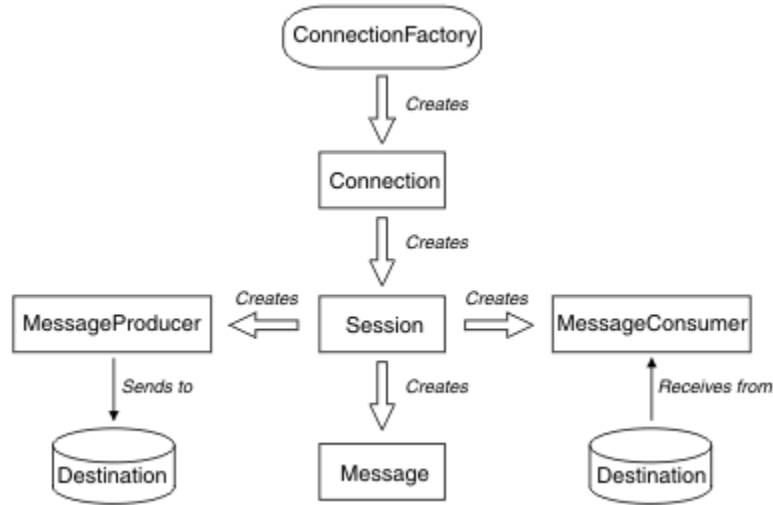 ConnectionFactory
Creates
Connection
Creates
MessageProducer
Creates
Session
Creates
MessageConsumer
Sends to
Creates
Receives from
Destination
Message
Destination